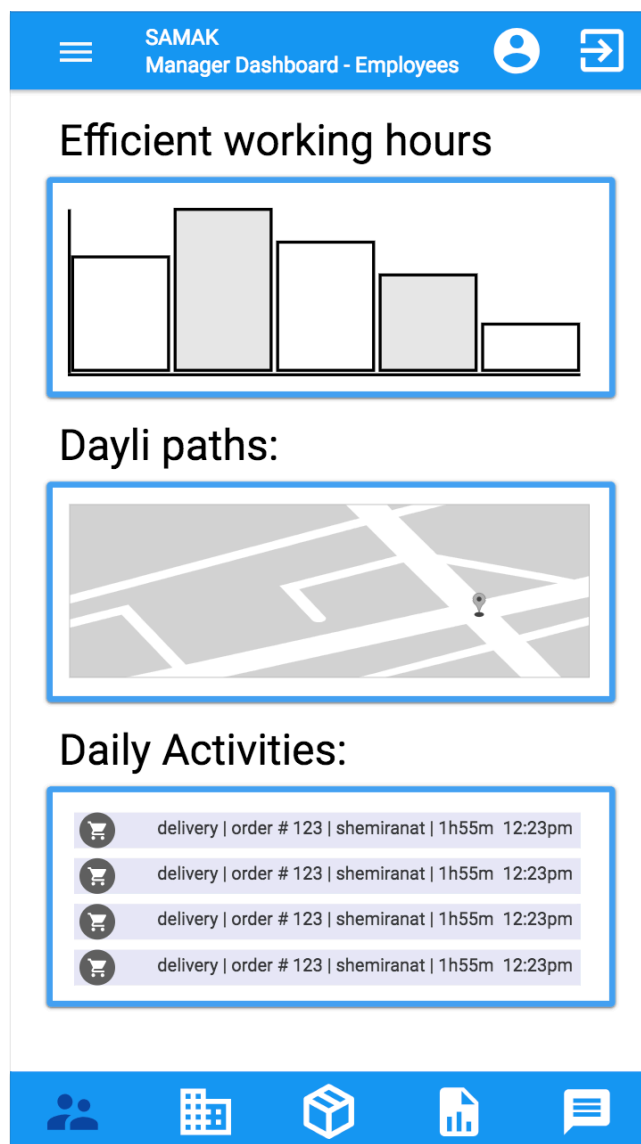 SAMAK
Manager Dashboard - Employees
Efficient working hours
Dayli paths:
Daily Activities:
delivery | order # 123 | shemiranat | 1h55m 12:23pm
delivery | order # 123 | shemiranat | 1h55m 12:23pm
delivery | order # 123 | shemiranat | 1h55m 12:23pm
delivery | order # 123 | shemiranat | 1h55m 12:23pm